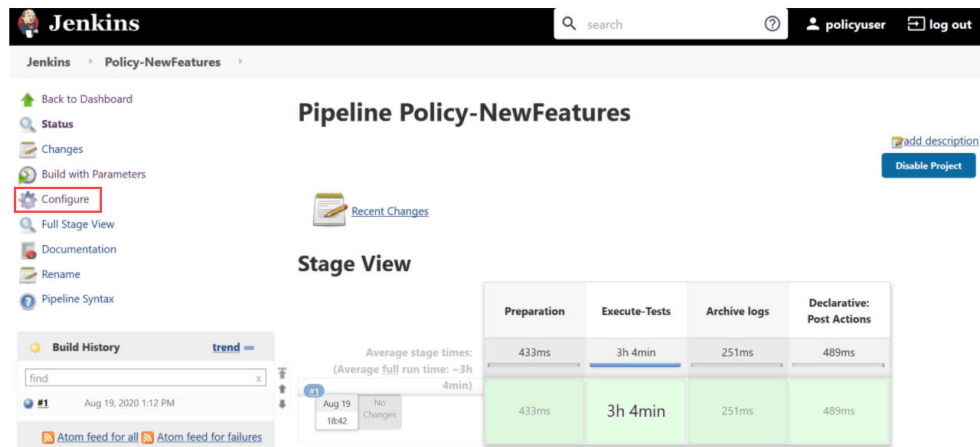 Jenkins
search
policyuser
log out
Jenkins
Policy-NewFeatures
Back to Dashboard
Status
Changes
Build with Parameters
Configure
Full Stage View
Documentation
Rename
Pipeline Syntax
Build History
trend
find
x
#1
Aug 19, 2020 1:12 PM
Atom feed for all
Atom feed for failures
Pipeline Policy-NewFeatures
add description
Disable Project
Recent Changes
Stage View
Preparation
Execute-Tests
Archive logs
Declarative:
Post Actions
Average stage times:
(Average full run time: ~3h
4min)
433ms
3h 4min
251ms
489ms
#1
Aug 19
18:42
No
Changes
433ms
3h 4min
251ms
489ms